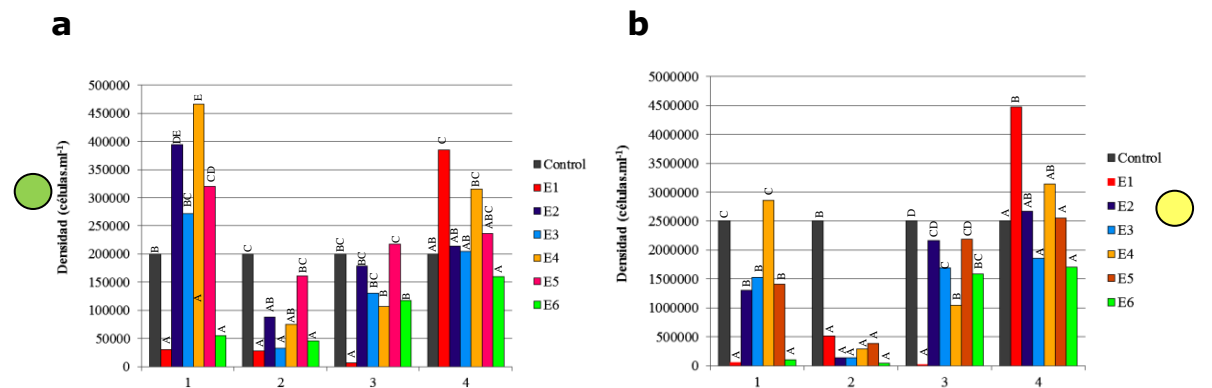 a
b
500000
450000
400000
350000
300000
250000
200000
150000
100000
50000
0
Densidad (células.ml⁻¹)
B
A
DE
BC
E
A
CD
A
C
A
AB
A
AB
BC
A
BC
A
BC
BC
B
C
B
AB
C
AB
AB
BC
ABC
A
1
2
3
4
Control
E1
E2
E3
E4
E5
E6
5000000
4500000
4000000
3500000
3000000
2500000
2000000
1500000
1000000
500000
0
Densidad (células.ml⁻¹)
C
A
B
B
C
B
A
B
A
A
A
A
A
A
D
A
CD
C
B
CD
BC
A
B
AB
A
AB
A
A
1
2
3
4
Control
E1
E2
E3
E4
E5
E6